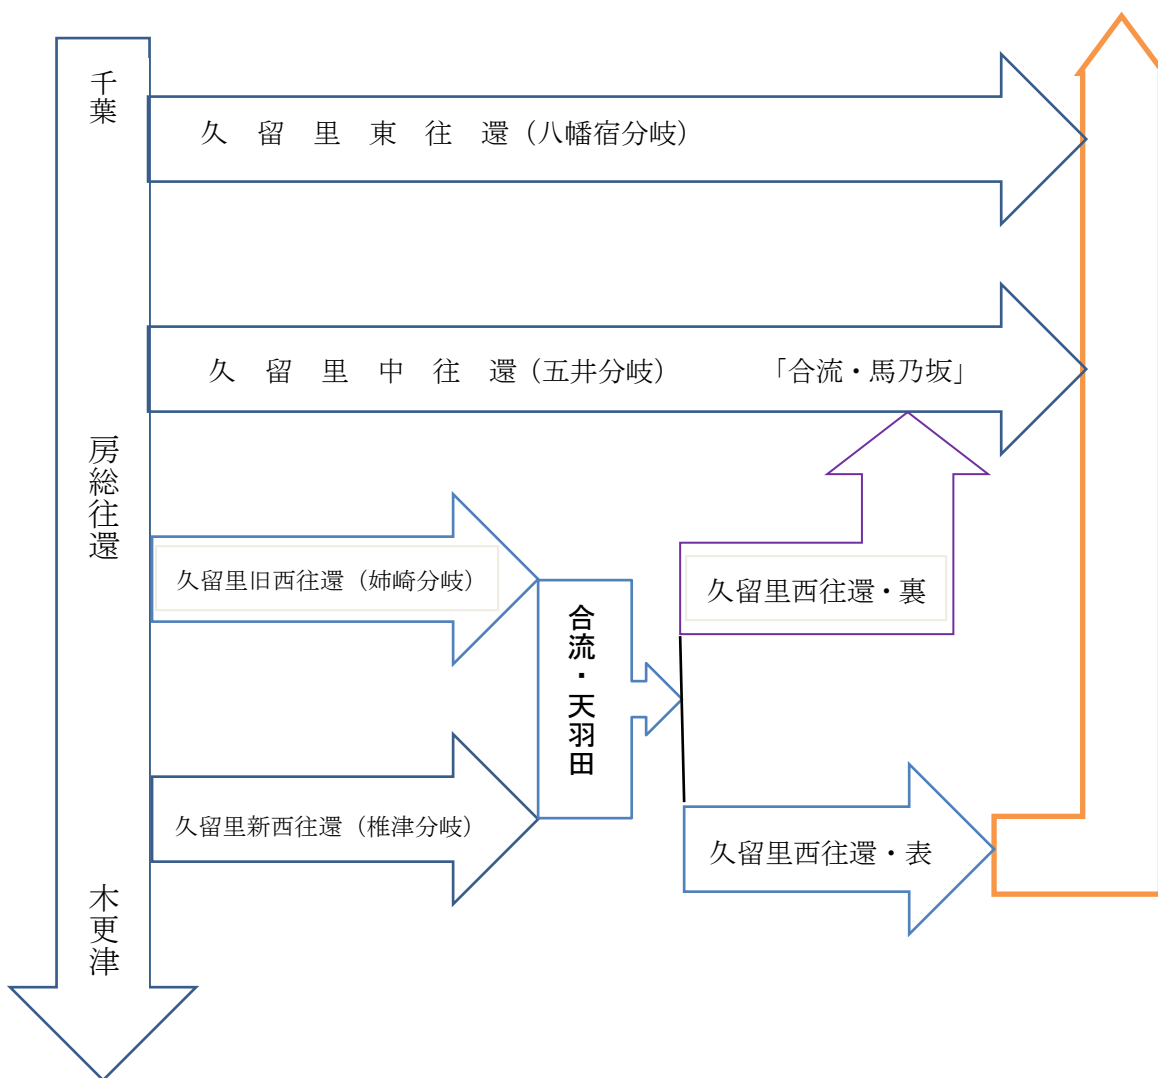 千葉
房総往還
木更津
久　留　里　東　往　還（八幡宿分岐）
久　留　里　中　往　還（五井分岐）　　　　「合流・馬乃坂」
久留里旧西往還（姉崎分岐）
合流・天羽田
久留里西往還・裏
久留里新西往還（椎津分岐）
久留里西往還・表